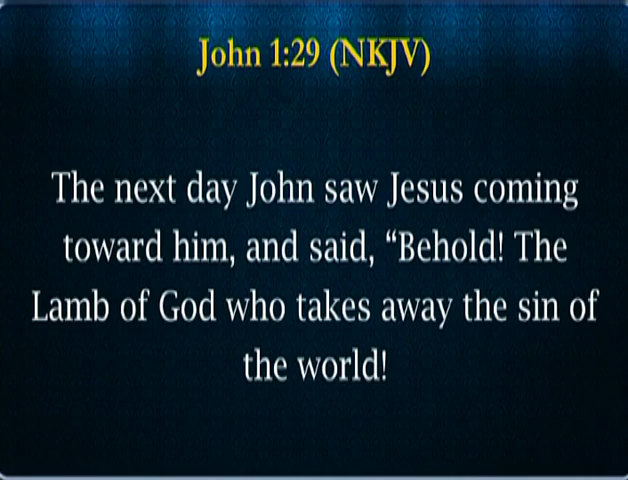 John 1:29 (NKJV)
The next day John saw Jesus coming
toward him, and said, “Behold! The
Lamb of God who takes away the sin of
the world!